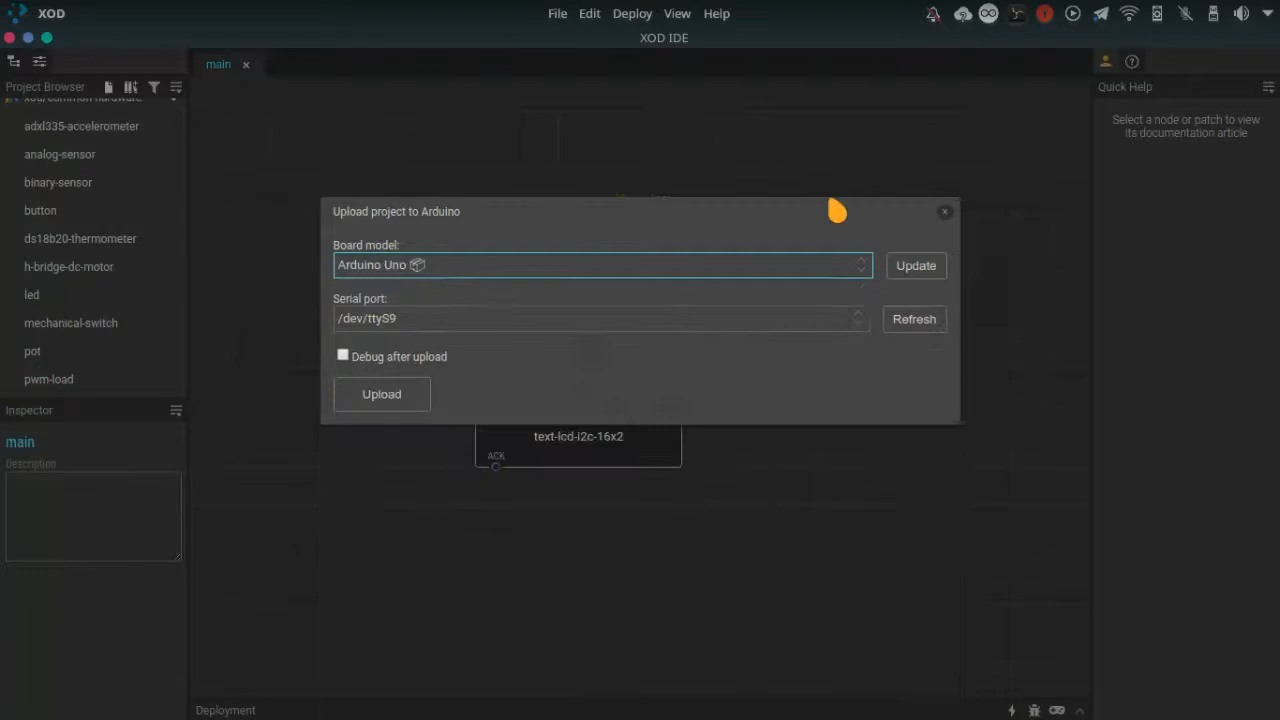 XOD
File Edit Deploy View Help
XOD IDE
main
Project Browser
Quick Help
xod/common-hardware
adxl335-accelerometer
analog-sensor
binary-sensor
button
ds18b20-thermometer
h-bridge-dc-motor
led
mechanical-switch
pot
pwm-load
Select a node or patch to view
its documentation article
Upload project to Arduino
Board model:
Arduino Uno
Update
Serial port:
/dev/ttyS9
Refresh
Debug after upload
Upload
text-lcd-i2c-16x2
ACK
Inspector
main
Description
Deployment